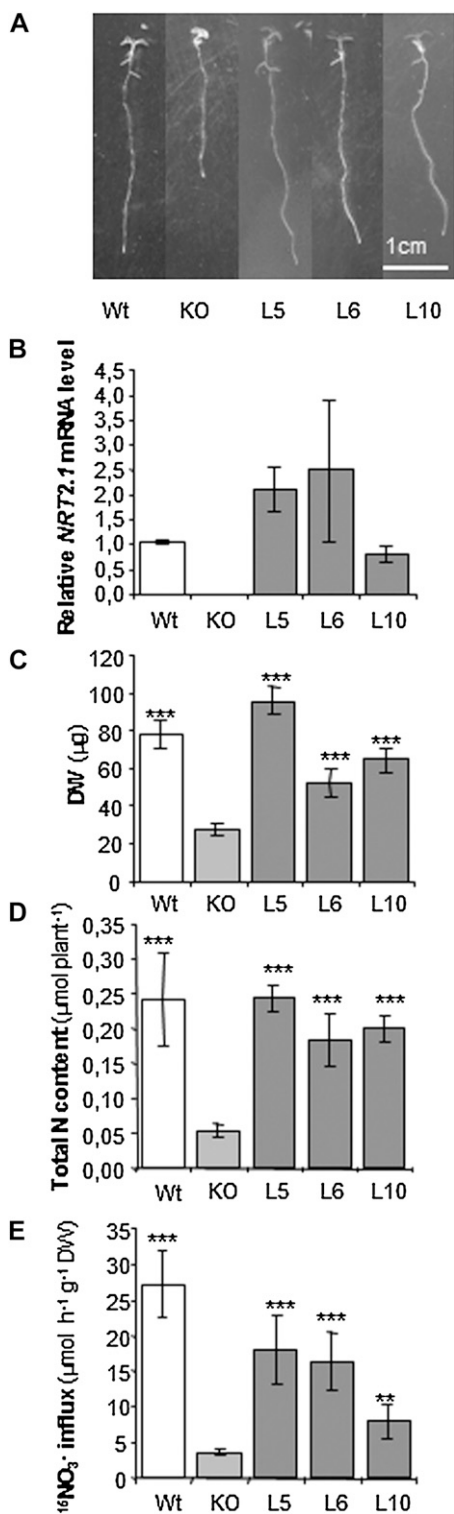 A
1cm
Wt KO L5 L6 L10
B
Relative NRT2.1 mRNA level
4,5
4,0
3,5
3,0
2,5
2,0
1,5
1,0
0,5
0,0
Wt KO L5 L6 L10
C
DW (µg)
120
100
80
60
40
20
0
*** *** *** ***
Wt KO L5 L6 L10
D
Total N content (µmol plant⁻¹)
0,35
0,30
0,25
0,20
0,15
0,10
0,05
0,00
*** *** *** ***
Wt KO L5 L6 L10
E
¹⁶NO₃- influx (µmol h⁻¹ g⁻¹ DW)
35
30
25
20
15
10
5
0
*** *** *** **
Wt KO L5 L6 L10